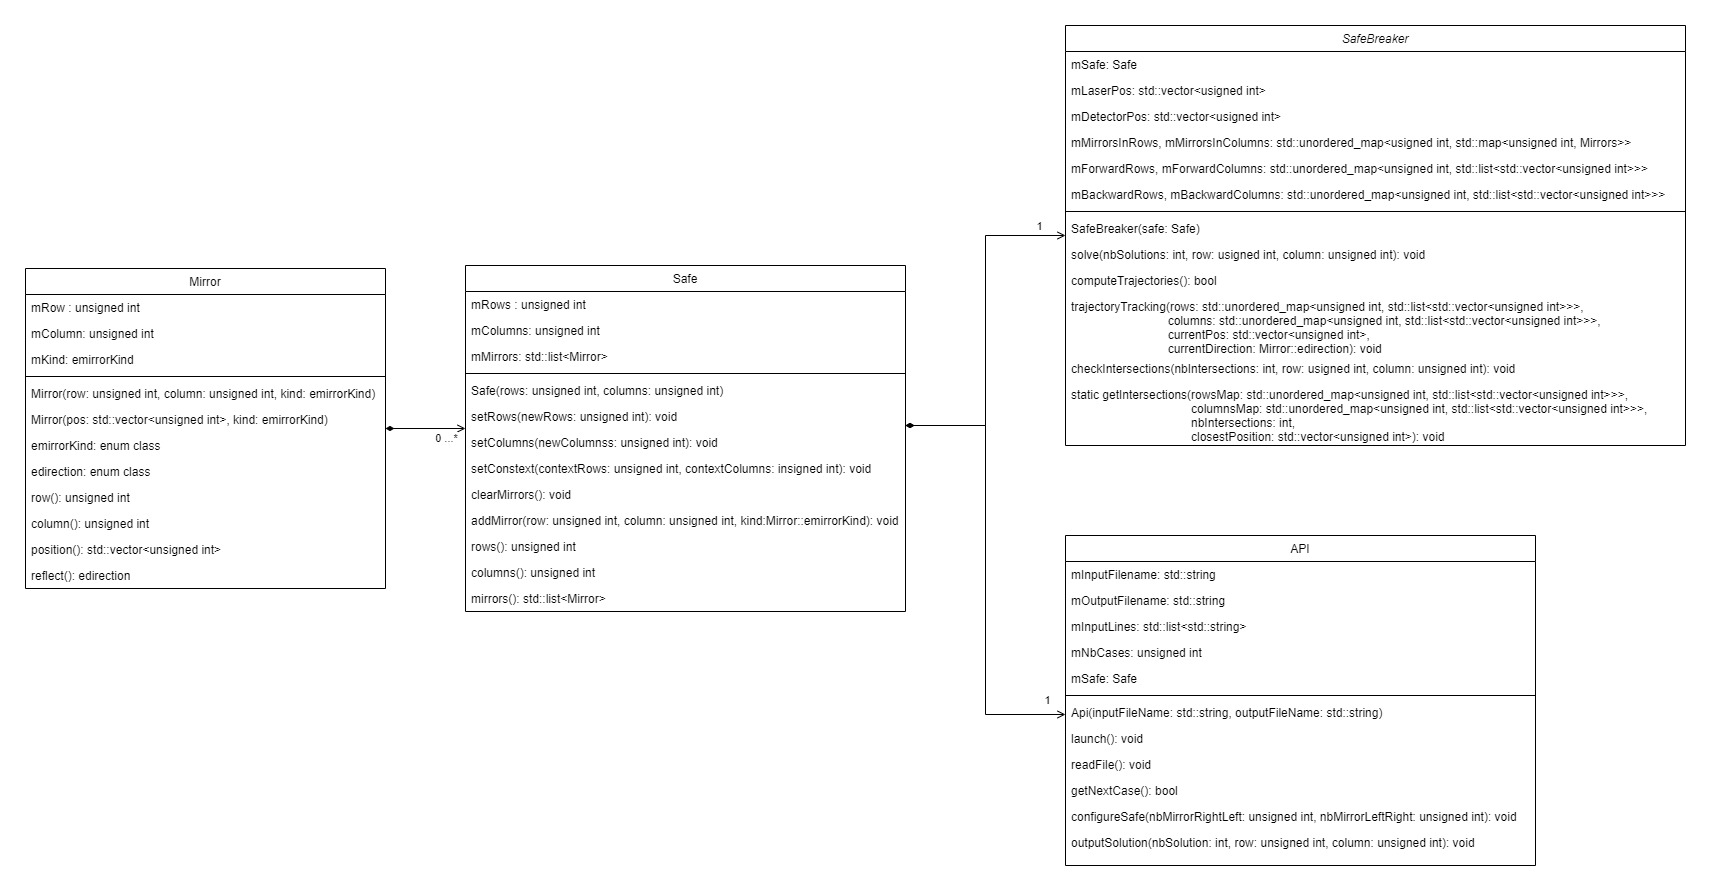 Mirror
mRow : unsigned int
mColumn: unsigned int
mKind: emirrorKind
Mirror(row: unsigned int, column: unsigned int, kind: emirrorKind)
Mirror(pos: std::vector<unsigned int>, kind: emirrorKind)
emirrorKind: enum class
edirection: enum class
row(): unsigned int
column(): unsigned int
position(): std::vector<unsigned int>
reflect(): edirection
0 ...*
Safe
mRows : unsigned int
mColumns: unsigned int
mMirrors: std::list<Mirror>
Safe(rows: unsigned int, columns: unsigned int)
setRows(newRows: unsigned int): void
setColumns(newColumnss: unsigned int): void
setConstext(contextRows: unsigned int, contextColumns: insigned int): void
clearMirrors(): void
addMirror(row: unsigned int, column: unsigned int, kind:Mirror::emirrorKind): void
rows(): unsigned int
columns(): unsigned int
mirrors(): std::list<Mirror>
1
SafeBreaker
mSafe: Safe
mLaserPos: std::vector<usigned int>
mDetectorPos: std::vector<usigned int>
mMirrorsInRows, mMirrorsInColumns: std::unordered_map<usigned int, std::map<unsigned int, Mirrors>>
mForwardRows, mForwardColumns: std::unordered_map<unsigned int, std::list<std::vector<unsigned int>>>
mBackwardRows, mBackwardColumns: std::unordered_map<unsigned int, std::list<std::vector<unsigned int>>>
SafeBreaker(safe: Safe)
solve(nbSolutions: int, row: usigned int, column: unsigned int): void
computeTrajectories(): bool
trajectoryTracking(rows: std::unordered_map<unsigned int, std::list<std::vector<unsigned int>>>,
columns: std::unordered_map<unsigned int, std::list<std::vector<unsigned int>>>,
currentPos: std::vector<unsigned int>,
currentDirection: Mirror::edirection): void
checkIntersections(nbIntersections: int, row: usigned int, column: unsigned int): void
static getIntersections(rowsMap: std::unordered_map<unsigned int, std::list<std::vector<unsigned int>>>,
columnsMap: std::unordered_map<unsigned int, std::list<std::vector<unsigned int>>>,
nbIntersections: int,
closestPosition: std::vector<unsigned int>): void
1
API
mInputFilename: std::string
mOutputFilename: std::string
mInputLines: std::list<std::string>
mNbCases: unsigned int
mSafe: Safe
Api(inputFileName: std::string, outputFileName: std::string)
launch(): void
readFile(): void
getNextCase(): bool
configureSafe(nbMirrorRightLeft: unsigned int, nbMirrorLeftRight: unsigned int): void
outputSolution(nbSolution: int, row: unsigned int, column: unsigned int): void